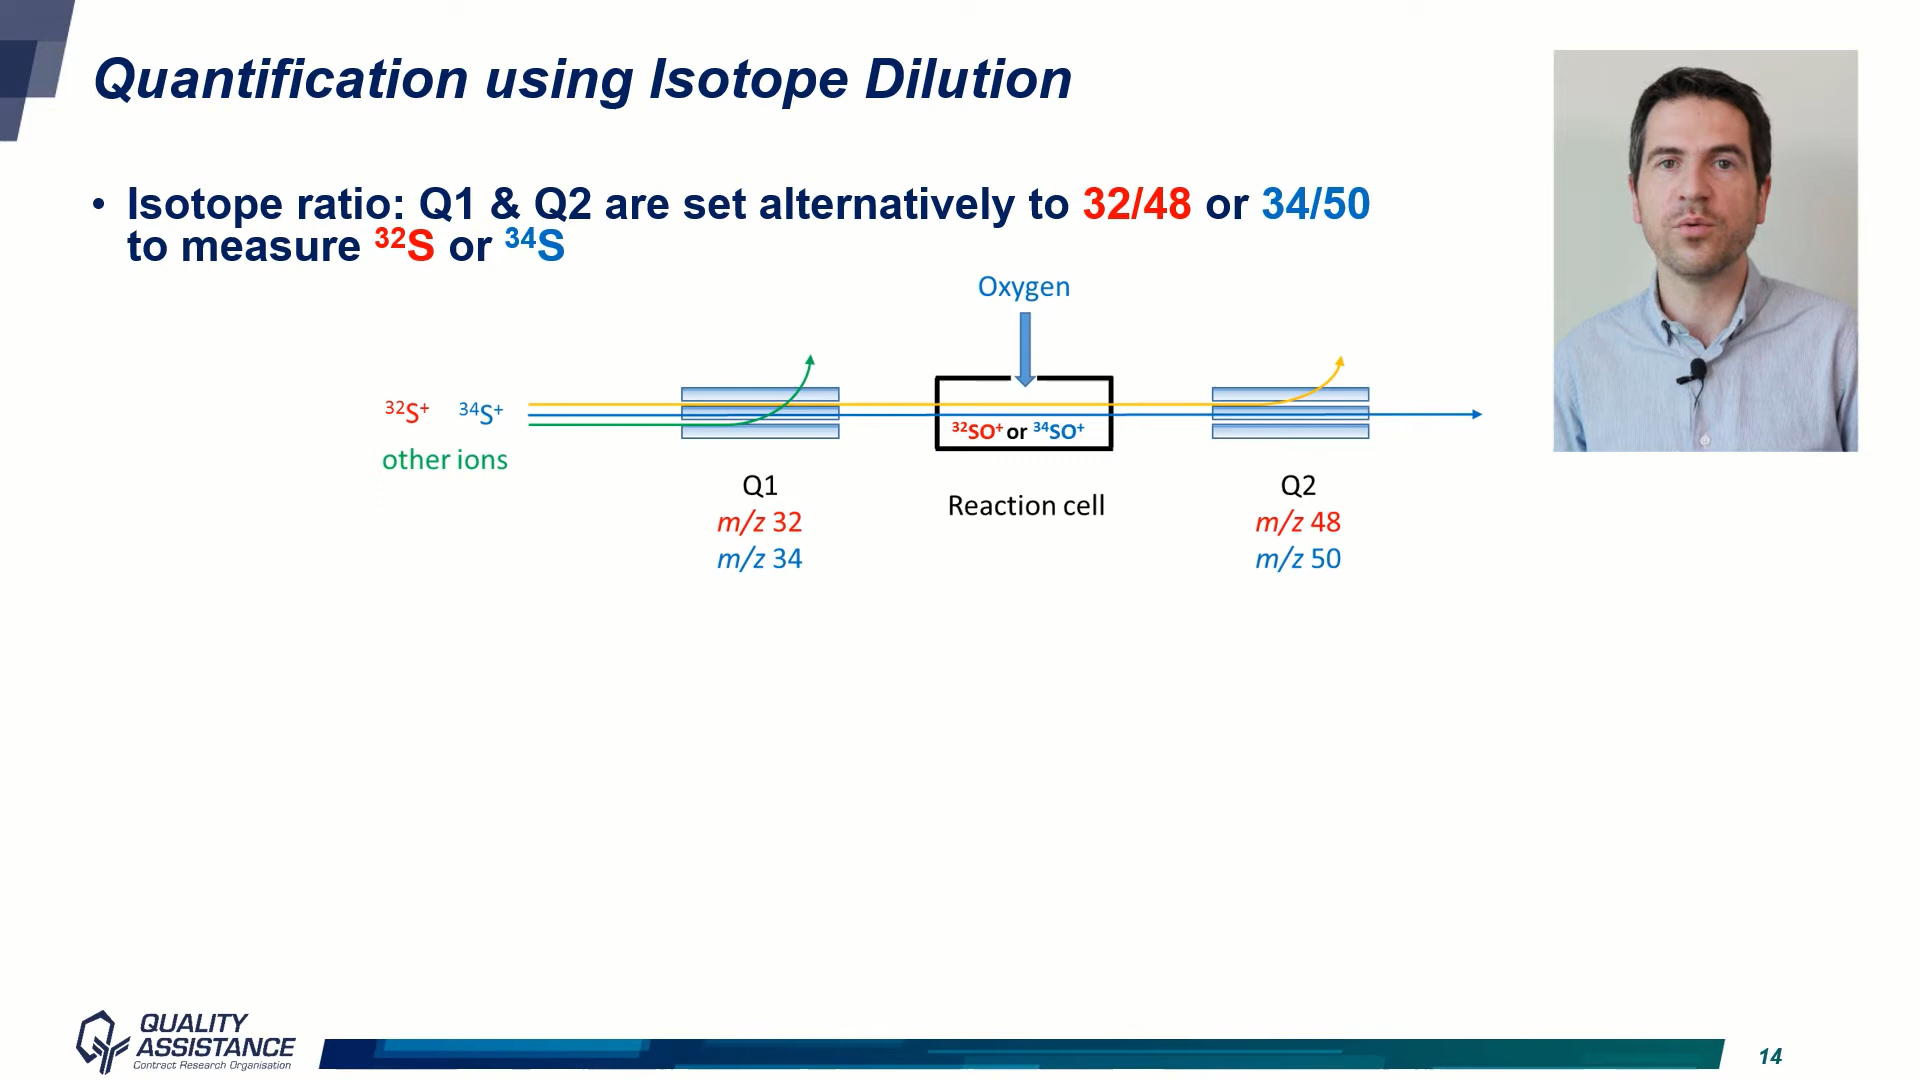 Quantification using Isotope Dilution
• Isotope ratio: Q1 & Q2 are set alternatively to 32/48 or 34/50
to measure ³²S or ³⁴S
Oxygen
³²S⁺ ³⁴S⁺
other ions
³²SO⁺ or ³⁴SO⁺
Q1
m/z 32
m/z 34
Reaction cell
Q2
m/z 48
m/z 50
QUALITY
ASSISTANCE
Contract Research Organisation
14